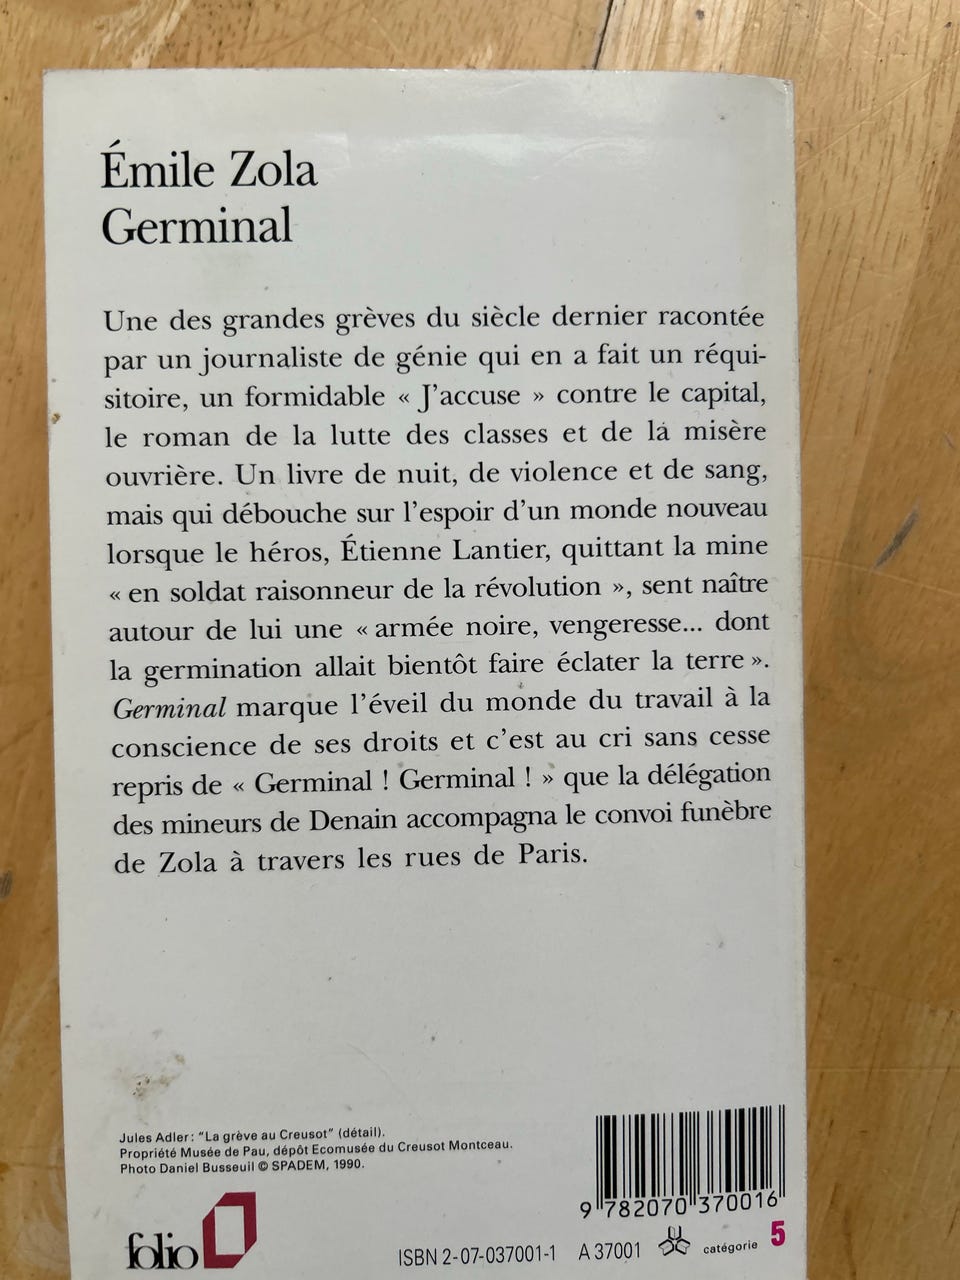 Émile Zola
Germinal
Une des grandes grèves du siècle dernier racontée
par un journaliste de génie qui en a fait un réqui-
sitoire, un formidable « J’accuse » contre le capital,
le roman de la lutte des classes et de la misère
ouvrière. Un livre de nuit, de violence et de sang,
mais qui débouche sur l’espoir d’un monde nouveau
lorsque le héros, Étienne Lantier, quittant la mine
« en soldat raisonneur de la révolution », sent naître
autour de lui une « armée noire, vengeresse... dont
la germination allait bientôt faire éclater la terre ».
Germinal marque l’éveil du monde du travail à la
conscience de ses droits et c’est au cri sans cesse
repris de « Germinal ! Germinal ! » que la délégation
des mineurs de Denain accompagna le convoi funèbre
de Zola à travers les rues de Paris.
Jules Adler : "La grève au Creusot" (détail).
Propriété Musée de Pau, dépôt Ecomusée du Creusot Montceau.
Photo Daniel Busseuil © SPADEM, 1990.
9 782070 370016
folio
ISBN 2-07-037001-1 A 37001 catégorie 5